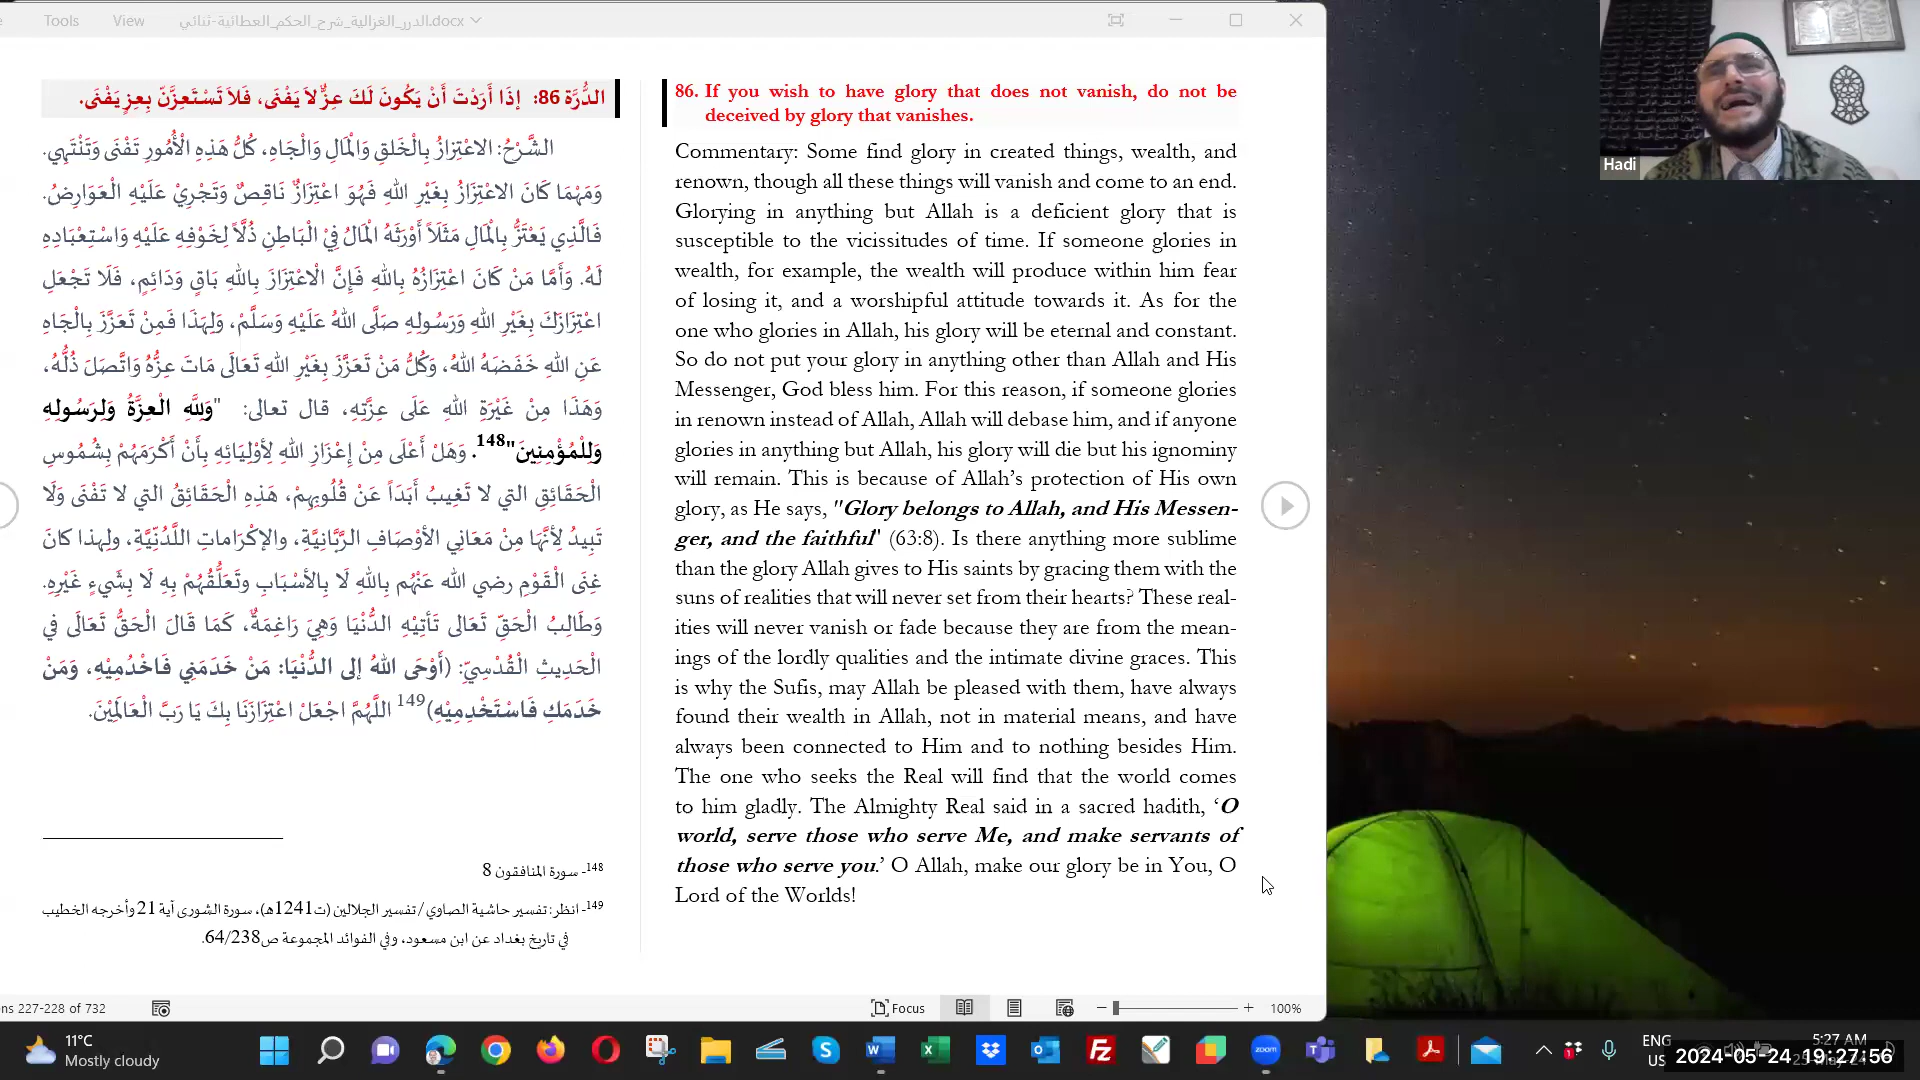 Tools View الدرر_الغزالية_شرح_الحكم_العطائية-ثنائي.docx
الدُّرَّة 86: إِذَا أَرَدْتَ أَنْ يَكُونَ لَكَ عِزٌّ لاَ يَفْنَى، فَلاَ تَسْتَعِزَّنَّ بِعِزٍ يَفْنَى.
الشَّرْحُ: الاعْتِزَازُ بِالْخَلقِ وَالْمَالِ وَالْجَاهِ، كُلُّ هَذِهِ الْأُمُورِ تَفْنَى وَتَنْتَهِي.
وَمَهْمَا كَانَ الاعْتِزَازُ بِغَيْرِ اللهِ فَهُوَ اعْتِزَازٌ نَاقِصٌ وَتَجْرِيْ عَلَيْهِ الْعَوَارِضُ.
فَالَّذِي يَعْتَزُّ بِالْمَالِ مَثَلَاً أَوْرَثَهُ الْمَالُ فِيْ الْبَاطِنِ ذُلَّاً لِخَوْفِهِ عَلَيْهِ وَاسْتِعْبَادِهِ
لَهُ. وَأَمَّا مَنْ كَانَ اعْتِزَازُهُ بِاللهِ فَإِنَّ الْاعْتِزَازَ بِاللهِ بَاقٍ وَدَائِمٍ، فَلَا تَجْعَلِ
اعْتِزَازَكَ بِغَيْرِ اللهِ وَرَسُولِهِ صَلَّى اللهُ عَلَيْهِ وَسَلَّمْ، وَلِهَذَا فَمِنْ تَعَزَّزَ بِالْجَاهِ
عَنِ اللهِ خَفَضَهُ اللهُ، وَكُلُّ مَنْ تَعَزَّزَ بِغَيْرِ اللهِ تَعَالَى مَاتَ عِزُّهُ وَاتَّصَلَ ذُلُّهُ،
وَهَذَا مِنْ غَيْرَةِ اللهِ عَلَى عِزَّتِهِ، قال تعالى: "وَلِلَّهِ الْعِزَّةُ وَلِرَسُولِهِ
وَلِلْمُؤْمِنِينَ"148. وَهَلْ أَعْلَى مِنْ إِعْزَازِ اللهِ لِأَوْلِيَائِهِ بِأَنْ أَكْرَمَهُمْ بِشُمُوسِ
الْحَقَائِقِ التي لا تَغِيبُ أَبَدَاً عَنْ قُلُوبِهِمْ، هَذِهِ الْحَقَائِقُ التي لا تَفْنَى وَلَا
تَبِيدُ لِأَنَّهَا مِنْ مَعَانِي الأَوْصَافِ الرَّبَّانِيَّةِ، والإكْرَاماتِ اللَّدُنِّيَّةِ، ولِهذا كانَ
غِنَى الْقَوْمِ رضي الله عَنْهُم بِاللهِ لَا بِالأسْبَابِ وتَعَلُّقُهُمْ بِهِ لَا بِشَيءٍ غَيْرِهِ.
وَطَالِبُ الْحَقِّ تَعَالى تَأتِيْهِ الدُّنْيَا وَهِيَ رَاغِمَةٌ، كَمَا قَالَ الْحَقُّ تَعَالَى في
الْحَدِيثِ الْقُدْسِيّ: (أَوْحَى اللهُ إلى الدُّنْيَا: مَنْ خَدَمَنِي فَاخْدُمِيْهِ، وَمَنْ
خَدَمَكِ فَاسْتَخْدِمِيْهِ)149 اللَّهُمَّ اجْعَلْ اعْتِزَازَنَا بِكَ يَا رَبَّ الْعَالَمِيْنَ.
148- سورة المنافقون 8
149- انظر: تفسير حاشية الصاوي/ تفسير الجلالين (ت1241هـ)، سورة الشورى آية 21 وأخرجه الخطيب
في تاريخ بغداد عن ابن مسعود، وفي الفوائد المجموعة ص64/238.
86. If you wish to have glory that does not vanish, do not be
deceived by glory that vanishes.
Commentary: Some find glory in created things, wealth, and
renown, though all these things will vanish and come to an end.
Glorying in anything but Allah is a deficient glory that is
susceptible to the vicissitudes of time. If someone glories in
wealth, for example, the wealth will produce within him fear
of losing it, and a worshipful attitude towards it. As for the
one who glories in Allah, his glory will be eternal and constant.
So do not put your glory in anything other than Allah and His
Messenger, God bless him. For this reason, if someone glories
in renown instead of Allah, Allah will debase him, and if anyone
glories in anything but Allah, his glory will die but his ignominy
will remain. This is because of Allah’s protection of His own
glory, as He says, "Glory belongs to Allah, and His Messen-
ger, and the faithful" (63:8). Is there anything more sublime
than the glory Allah gives to His saints by gracing them with the
suns of realities that will never set from their hearts? These real-
ities will never vanish or fade because they are from the mean-
ings of the lordly qualities and the intimate divine graces. This
is why the Sufis, may Allah be pleased with them, have always
found their wealth in Allah, not in material means, and have
always been connected to Him and to nothing besides Him.
The one who seeks the Real will find that the world comes
to him gladly. The Almighty Real said in a sacred hadith, ‘O
world, serve those who serve Me, and make servants of
those who serve you.’ O Allah, make our glory be in You, O
Lord of the Worlds!
Hadi
ns 227-228 of 732 Focus 100%
11°C
Mostly cloudy
zoom
ENG
US
5:27 AM
2024-05-24 19:27:56